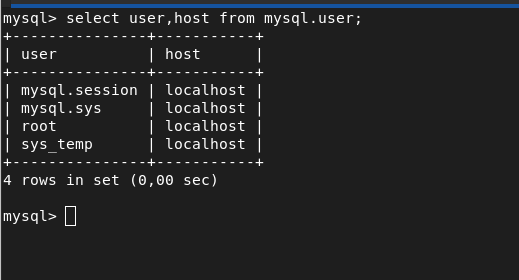 mysql> select user,host from mysql.user;
+---------------+-----------+
| user          | host      |
+---------------+-----------+
| mysql.session | localhost |
| mysql.sys     | localhost |
| root          | localhost |
| sys_temp      | localhost |
+---------------+-----------+
4 rows in set (0,00 sec)
mysql>